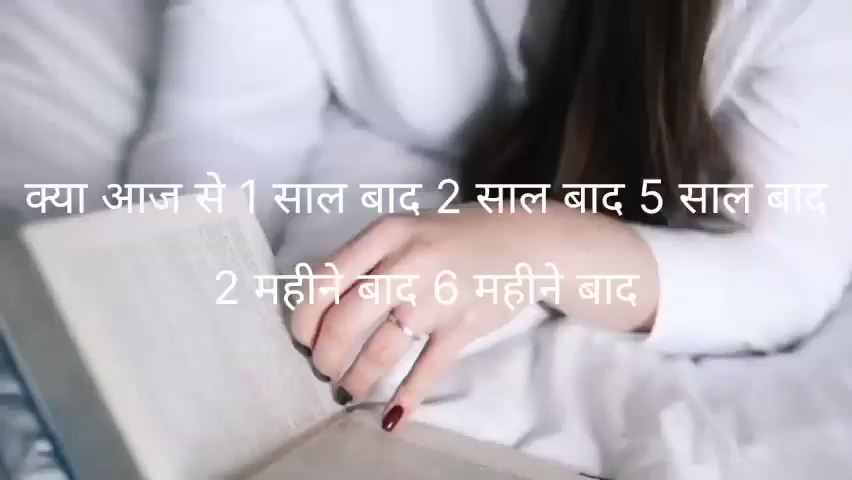 क्या आज से 1 साल बाद 2 साल बाद 5 साल बाद
2 महीने बाद 6 महीने बाद